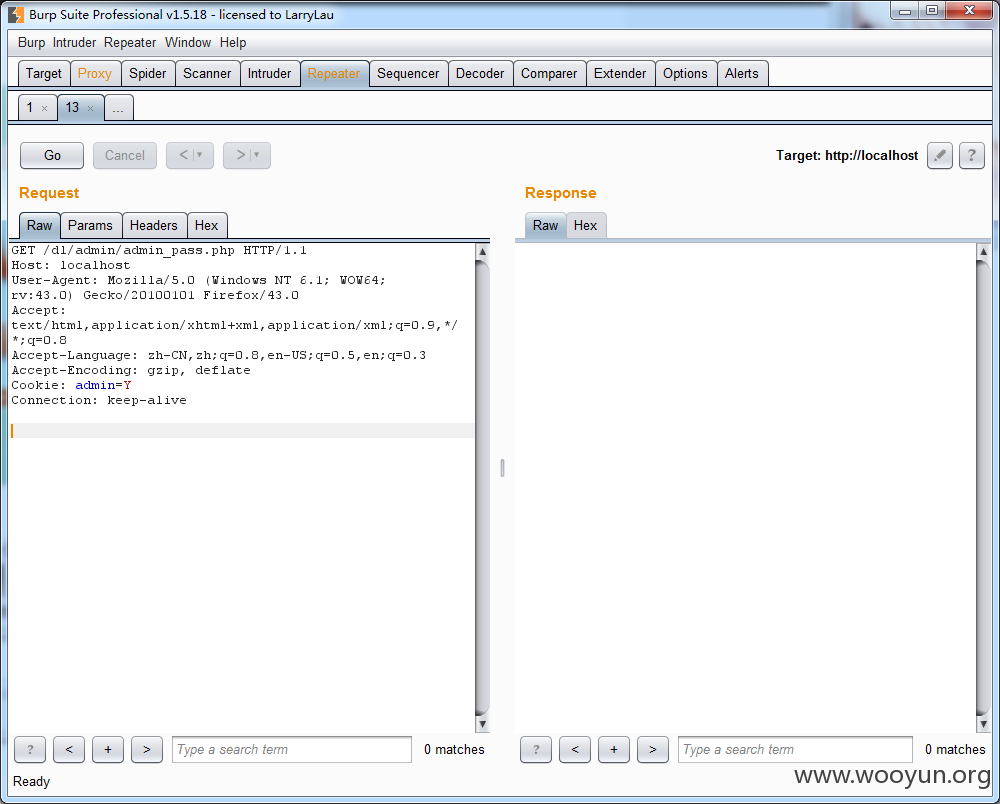 Burp Suite Professional v1.5.18 - licensed to LarryLau
Burp Intruder Repeater Window Help
Target Proxy Spider Scanner Intruder Repeater Sequencer Decoder Comparer Extender Options Alerts
1 × 13 × ...
Go Cancel < > Target: http://localhost ?
Request Response
Raw Params Headers Hex Raw Hex
GET /dl/admin/admin_pass.php HTTP/1.1
Host: localhost
User-Agent: Mozilla/5.0 (Windows NT 6.1; WOW64;
rv:43.0) Gecko/20100101 Firefox/43.0
Accept:
text/html,application/xhtml+xml,application/xml;q=0.9,*/
*;q=0.8
Accept-Language: zh-CN,zh;q=0.8,en-US;q=0.5,en;q=0.3
Accept-Encoding: gzip, deflate
Cookie: admin=Y
Connection: keep-alive
? < + > Type a search term 0 matches ? < + > Type a search term 0 matches
www.wooyun.org
Ready